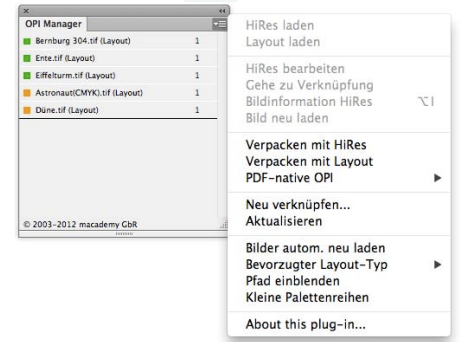 OPI Manager
Bernburg 304.tif (Layout) 1
Ente.tif (Layout) 1
Eiffelturm.tif (Layout) 1
Astronaut(CMYK).tif (Layout) 1
Düne.tif (Layout) 1
© 2003-2012 macademy GbR
HiRes laden
Layout laden
HiRes bearbeiten
Gehe zu Verknüpfung
Bildinformation HiRes ⌥I
Bild neu laden
Verpacken mit HiRes
Verpacken mit Layout
PDF-native OPI
Neu verknüpfen...
Aktualisieren
Bilder autom. neu laden
Bevorzugter Layout-Typ
Pfad einblenden
Kleine Palettenreihen
About this plug-in...